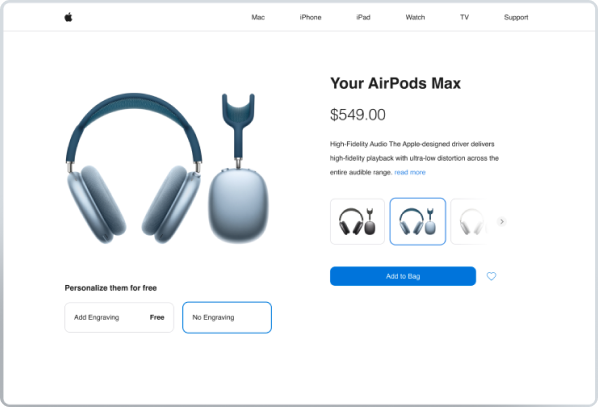 Mac iPhone iPad Watch TV Support
Your AirPods Max
$549.00
High-Fidelity Audio The Apple-designed driver delivers
high-fidelity playback with ultra-low distortion across the
entire audible range. read more
Add to Bag
Personalize them for free
Add Engraving Free
No Engraving